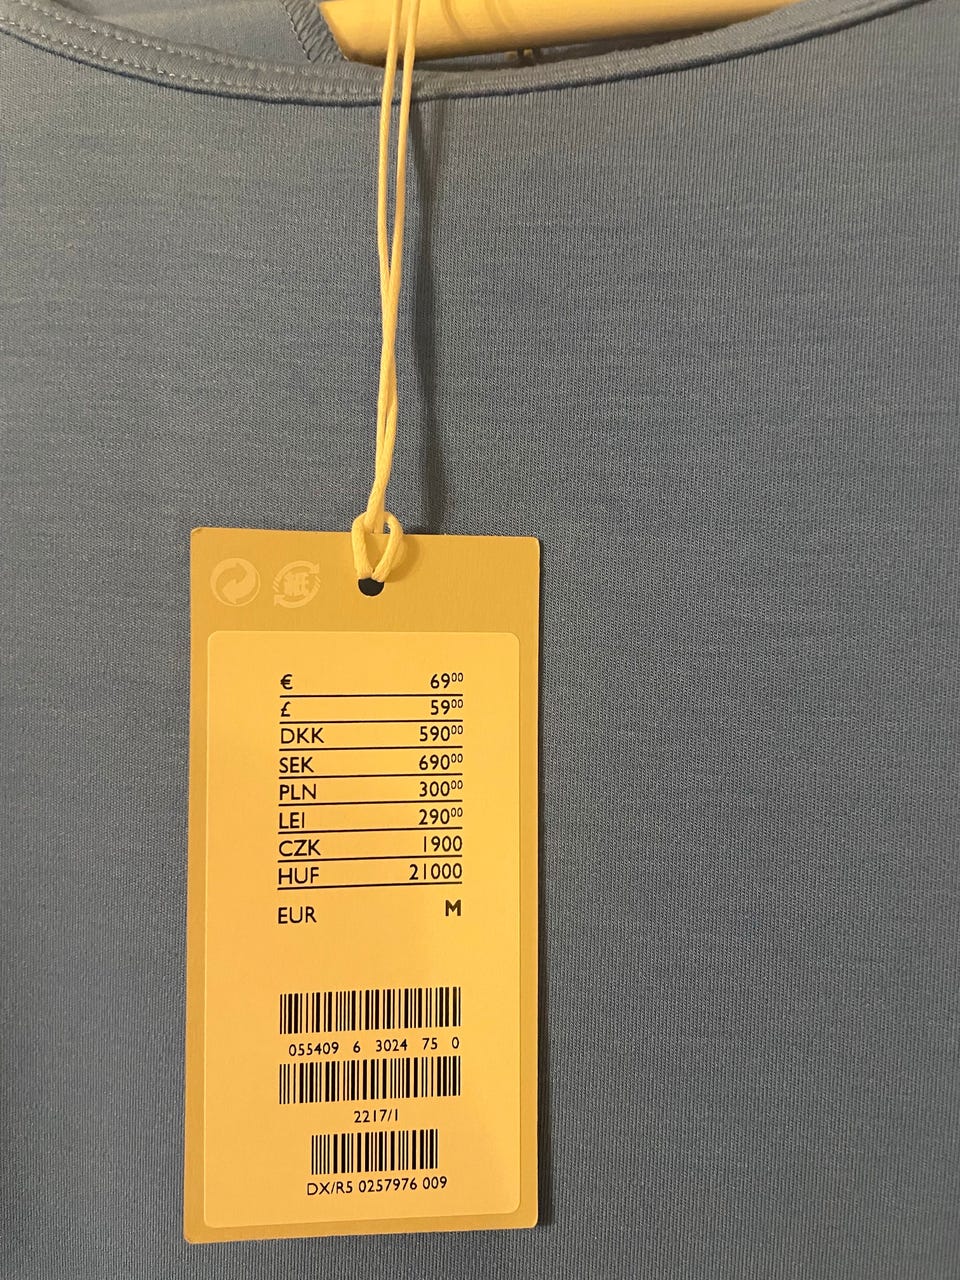 € 69⁰⁰
£ 59⁰⁰
DKK 590⁰⁰
SEK 690⁰⁰
PLN 300⁰⁰
LEI 290⁰⁰
CZK 1900
HUF 21000
EUR M
055409 6 3024 75 0
2217/1
DX/R5 0257976 009